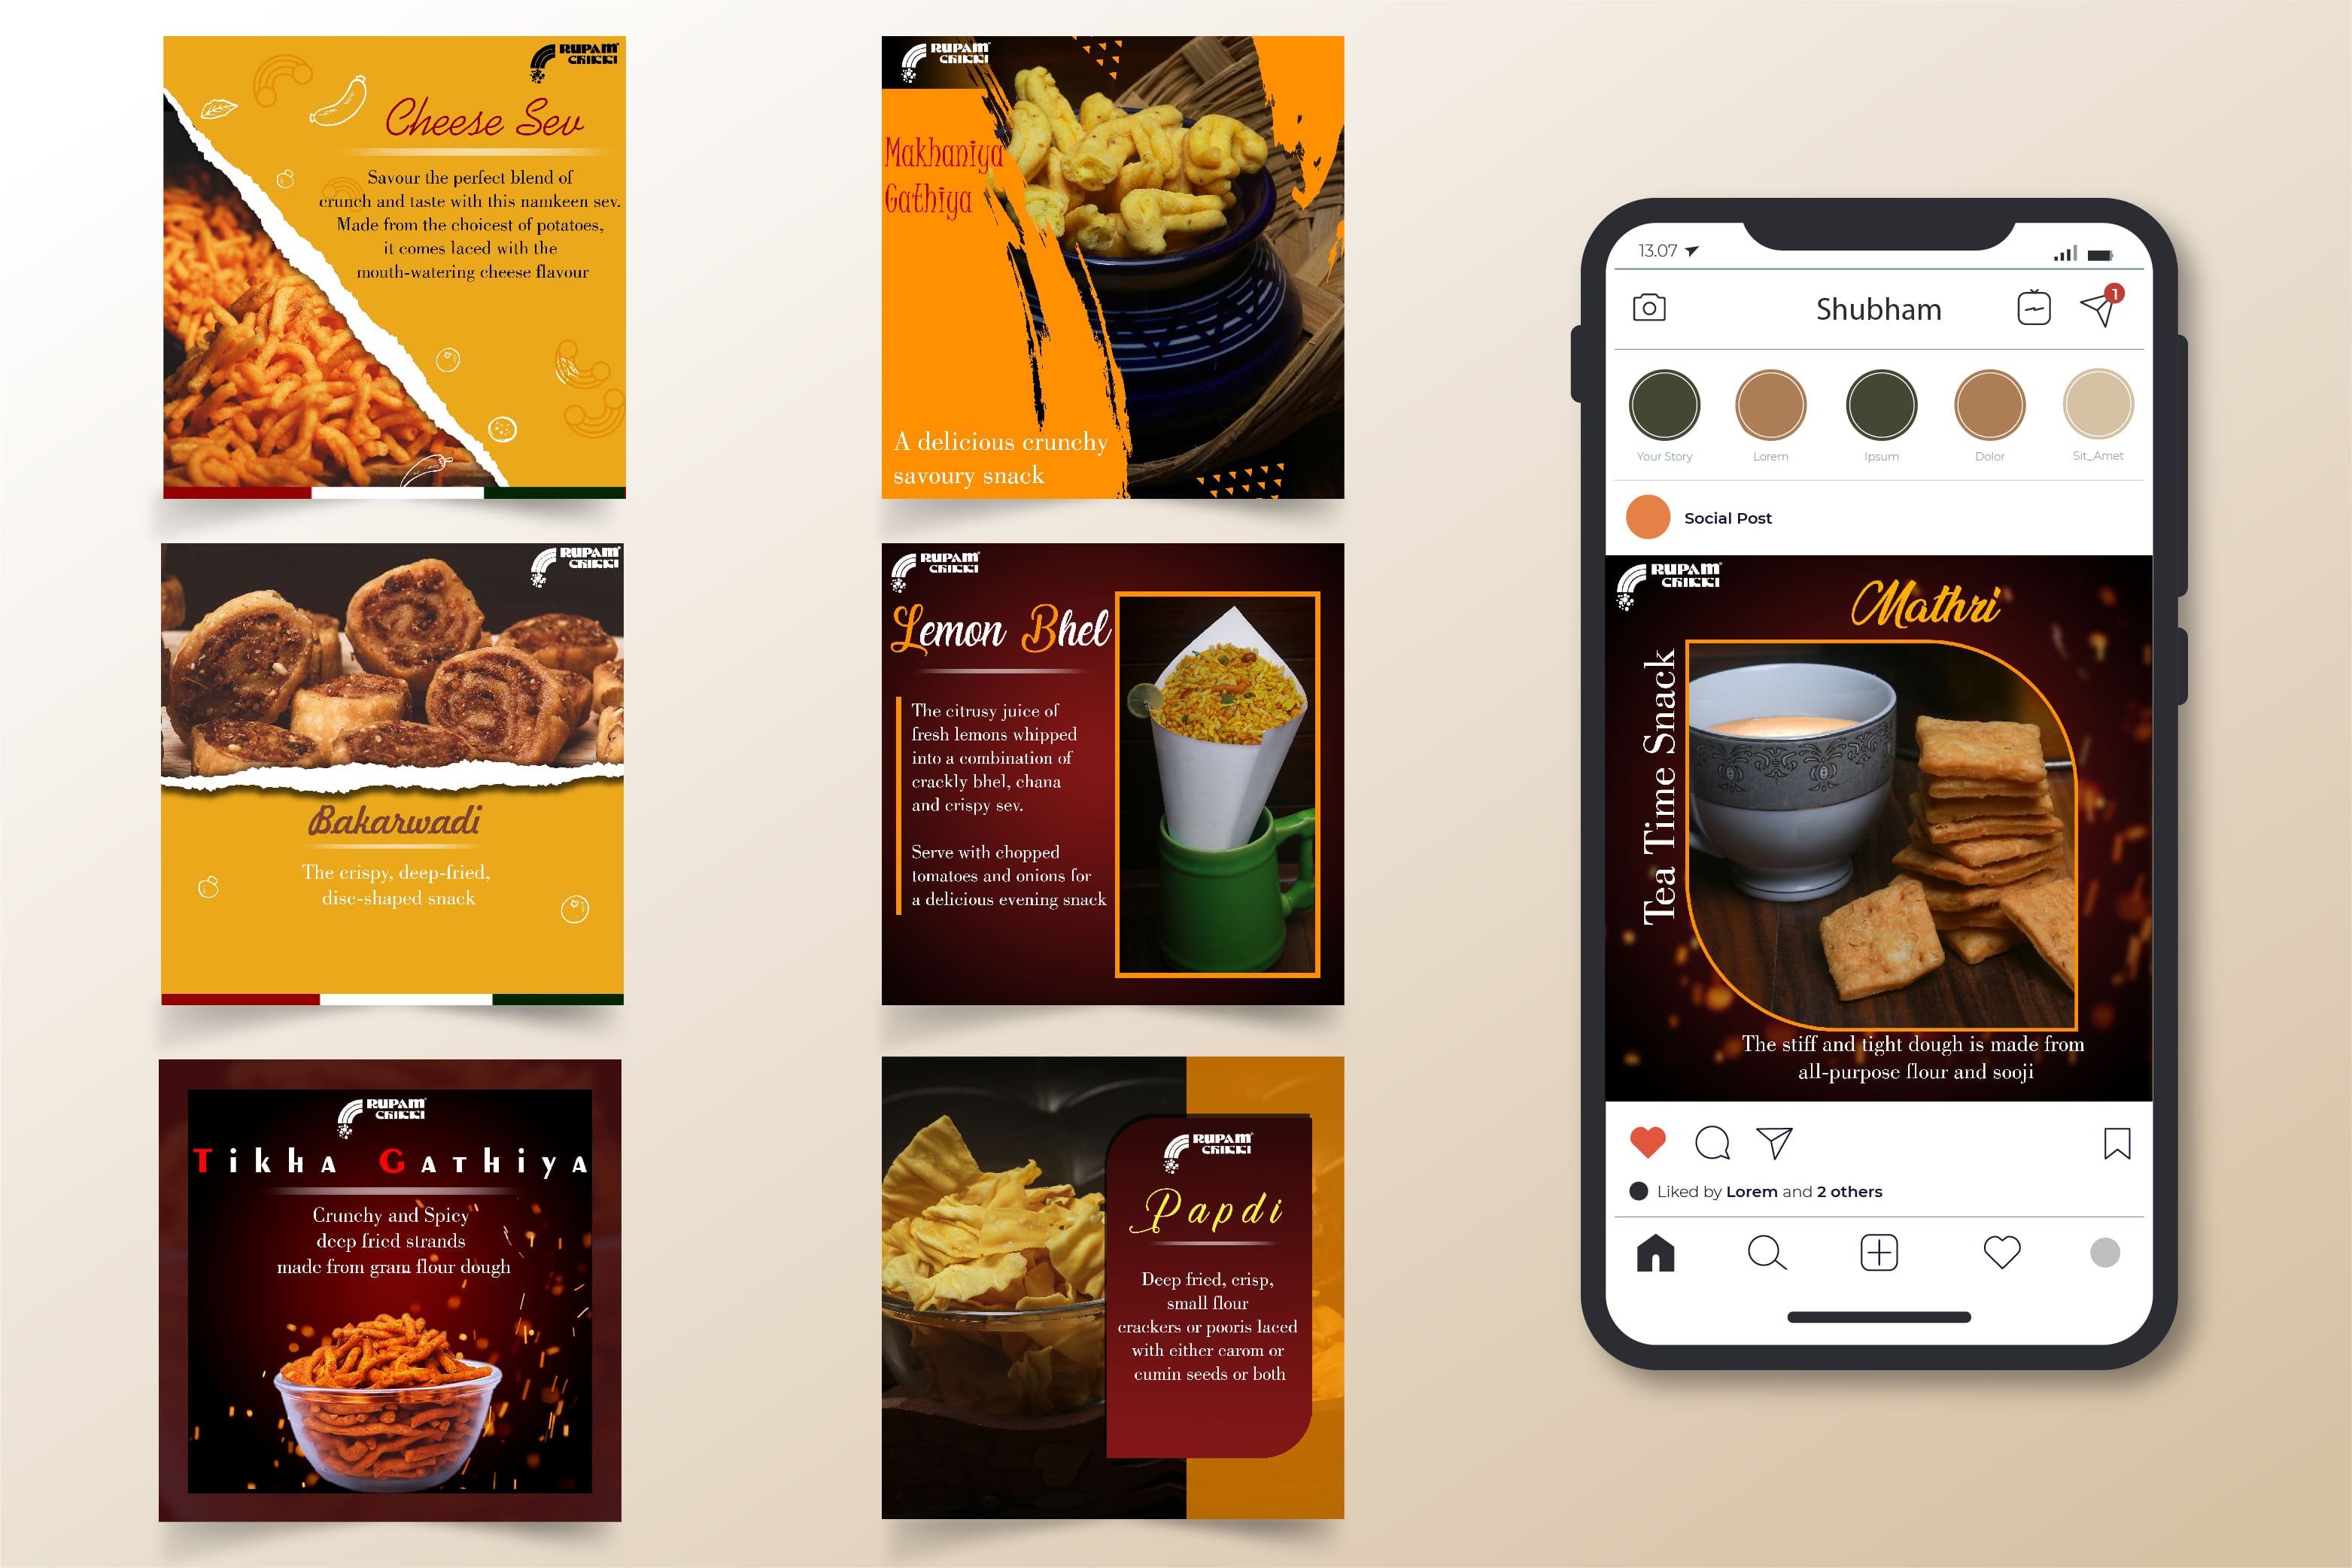 RUPAM
CHIKKI
Cheese Sev
Savour the perfect blend of
crunch and taste with this namkeen sev.
Made from the choicest of potatoes,
it comes laced with the
mouth-watering cheese flavour
RUPAM
CHIKKI
Makhaniya
Gathiya
A delicious crunchy
savoury snack
RUPAM
CHIKKI
Bakarwadi
The crispy, deep-fried,
disc-shaped snack
RUPAM
CHIKKI
Lemon Bhel
The citrusy juice of
fresh lemons whipped
into a combination of
crackly bhel, chana
and crispy sev.
Serve with chopped
tomatoes and onions for
a delicious evening snack
RUPAM
CHIKKI
Tikha Gathiya
Crunchy and Spicy
deep fried strands
made from gram flour dough
RUPAM
CHIKKI
Papdi
Deep fried, crisp,
small flour
crackers or pooris laced
with either carom or
cumin seeds or both
13.07
Shubham
1
Your Story
Lorem
Ipsum
Dolor
Sit_Amet
Social Post
RUPAM
CHIKKI
Mathri
Tea Time Snack
The stiff and tight dough is made from
all-purpose flour and sooji
Liked by Lorem and 2 others